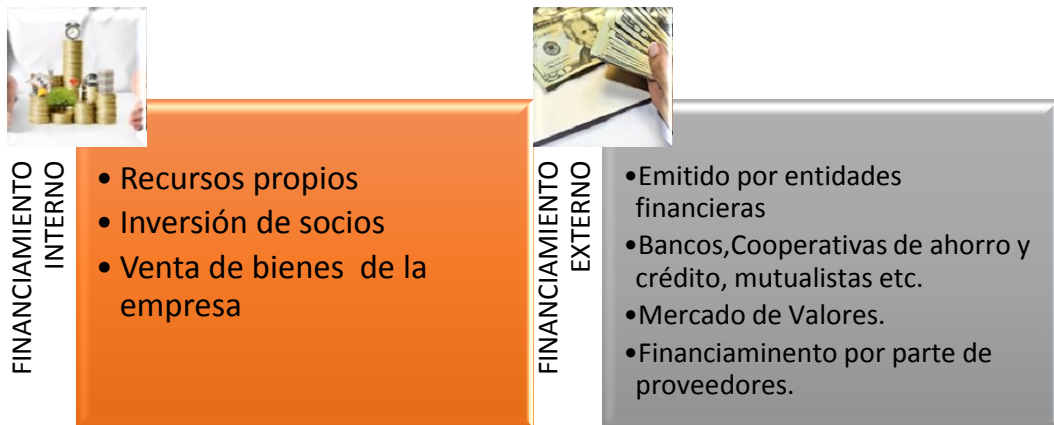 FINANCIAMIENTO
INTERNO
• Recursos propios
• Inversión de socios
• Venta de bienes de la
empresa
FINANCIAMIENTO
EXTERNO
•Emitido por entidades
financieras
•Bancos,Cooperativas de ahorro y
crédito, mutualistas etc.
•Mercado de Valores.
•Financiaminento por parte de
proveedores.